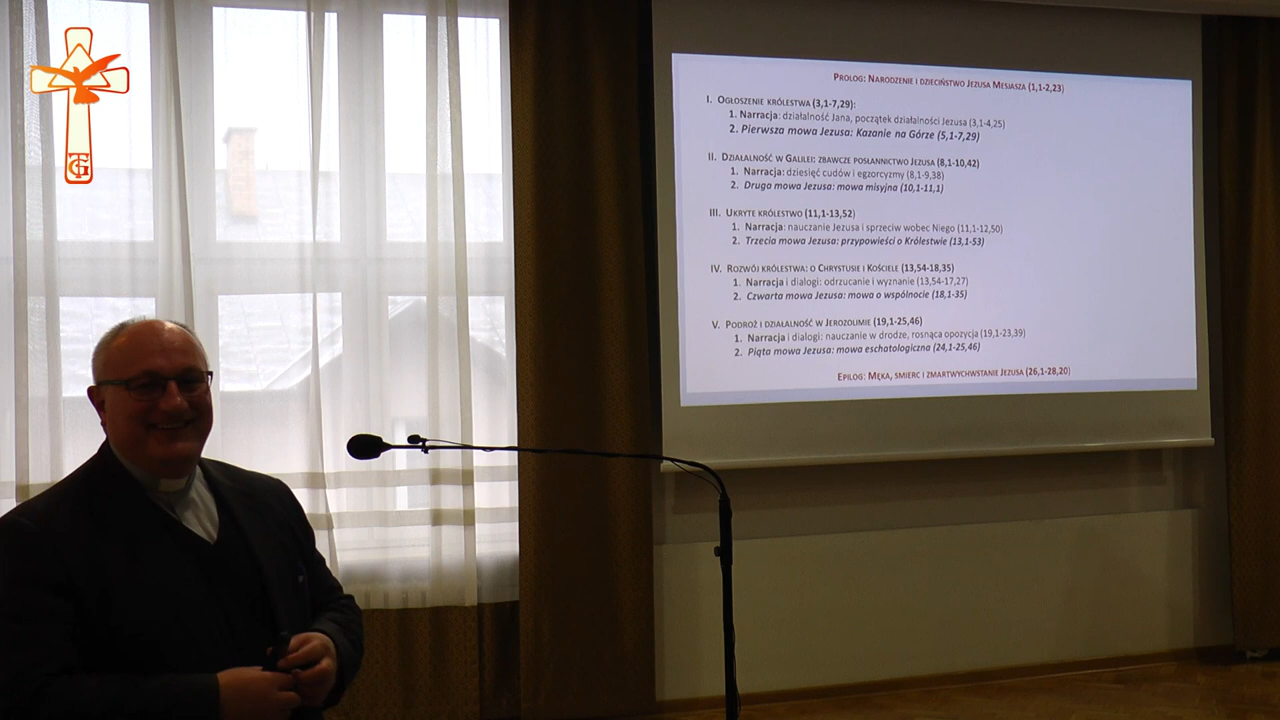 PROLOG: NARODZENIE I DZIECIŃSTWO JEZUSA MESJASZA (1,1-2,23)
I. OGŁOSZENIE KRÓLESTWA (3,1-7,29):
1. Narracja: działalność Jana, początek działalności Jezusa (3,1-4,25)
2. Pierwsza mowa Jezusa: Kazanie na Górze (5,1-7,29)
II. DZIAŁALNOŚĆ W GALILEI: ZBAWCZE POSŁANNICTWO JEZUSA (8,1-10,42)
1. Narracja: dziesięć cudów i egzorcyzmy (8,1-9,38)
2. Druga mowa Jezusa: mowa misyjna (10,1-11,1)
III. UKRYTE KRÓLESTWO (11,1-13,52)
1. Narracja: nauczanie Jezusa i sprzeciw wobec Niego (11,1-12,50)
2. Trzecia mowa Jezusa: przypowieści o Królestwie (13,1-53)
IV. ROZWÓJ KRÓLESTWA: O CHRYSTUSIE I KOŚCIELE (13,54-18,35)
1. Narracja i dialogi: odrzucanie i wyznanie (13,54-17,27)
2. Czwarta mowa Jezusa: mowa o wspólnocie (18,1-35)
V. PODRÓŻ I DZIAŁALNOŚĆ W JEROZOLIMIE (19,1-25,46)
1. Narracja i dialogi: nauczanie w drodze, rosnąca opozycja (19,1-23,39)
2. Piąta mowa Jezusa: mowa eschatologiczna (24,1-25,46)
EPILOG: MĘKA, ŚMIERĆ I ZMARTWYCHWSTANIE JEZUSA (26,1-28,20)